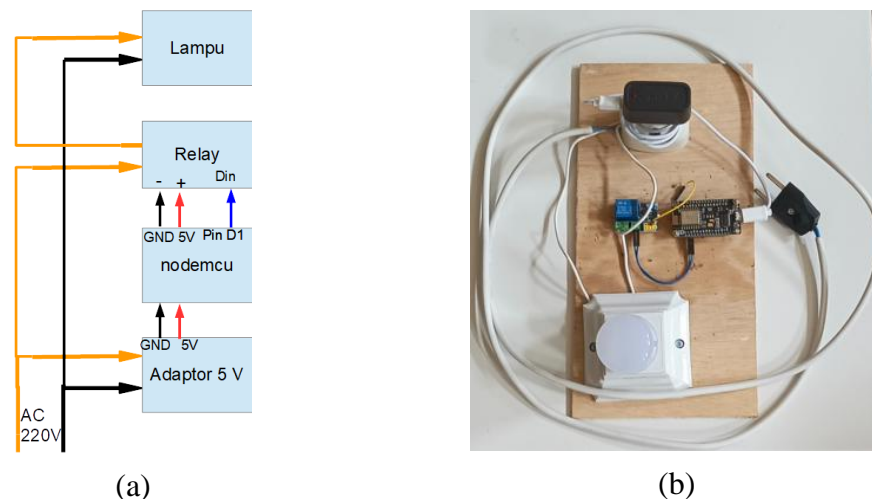 Lampu
Relay
- + Din
GND 5V Pin D1
nodemcu
GND 5V
Adaptor 5 V
AC
220V
(a) (b)